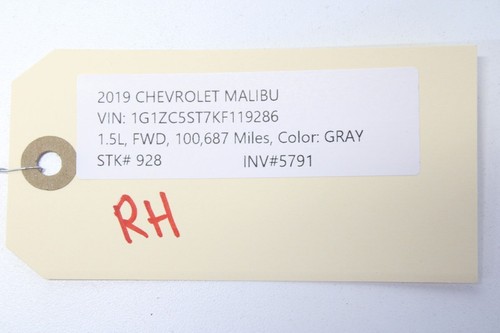 2019 CHEVROLET MALIBU
VIN: 1G1ZC5ST7KF119286
1.5L, FWD, 100,687 Miles, Color: GRAY
STK# 928 INV#5791
RH